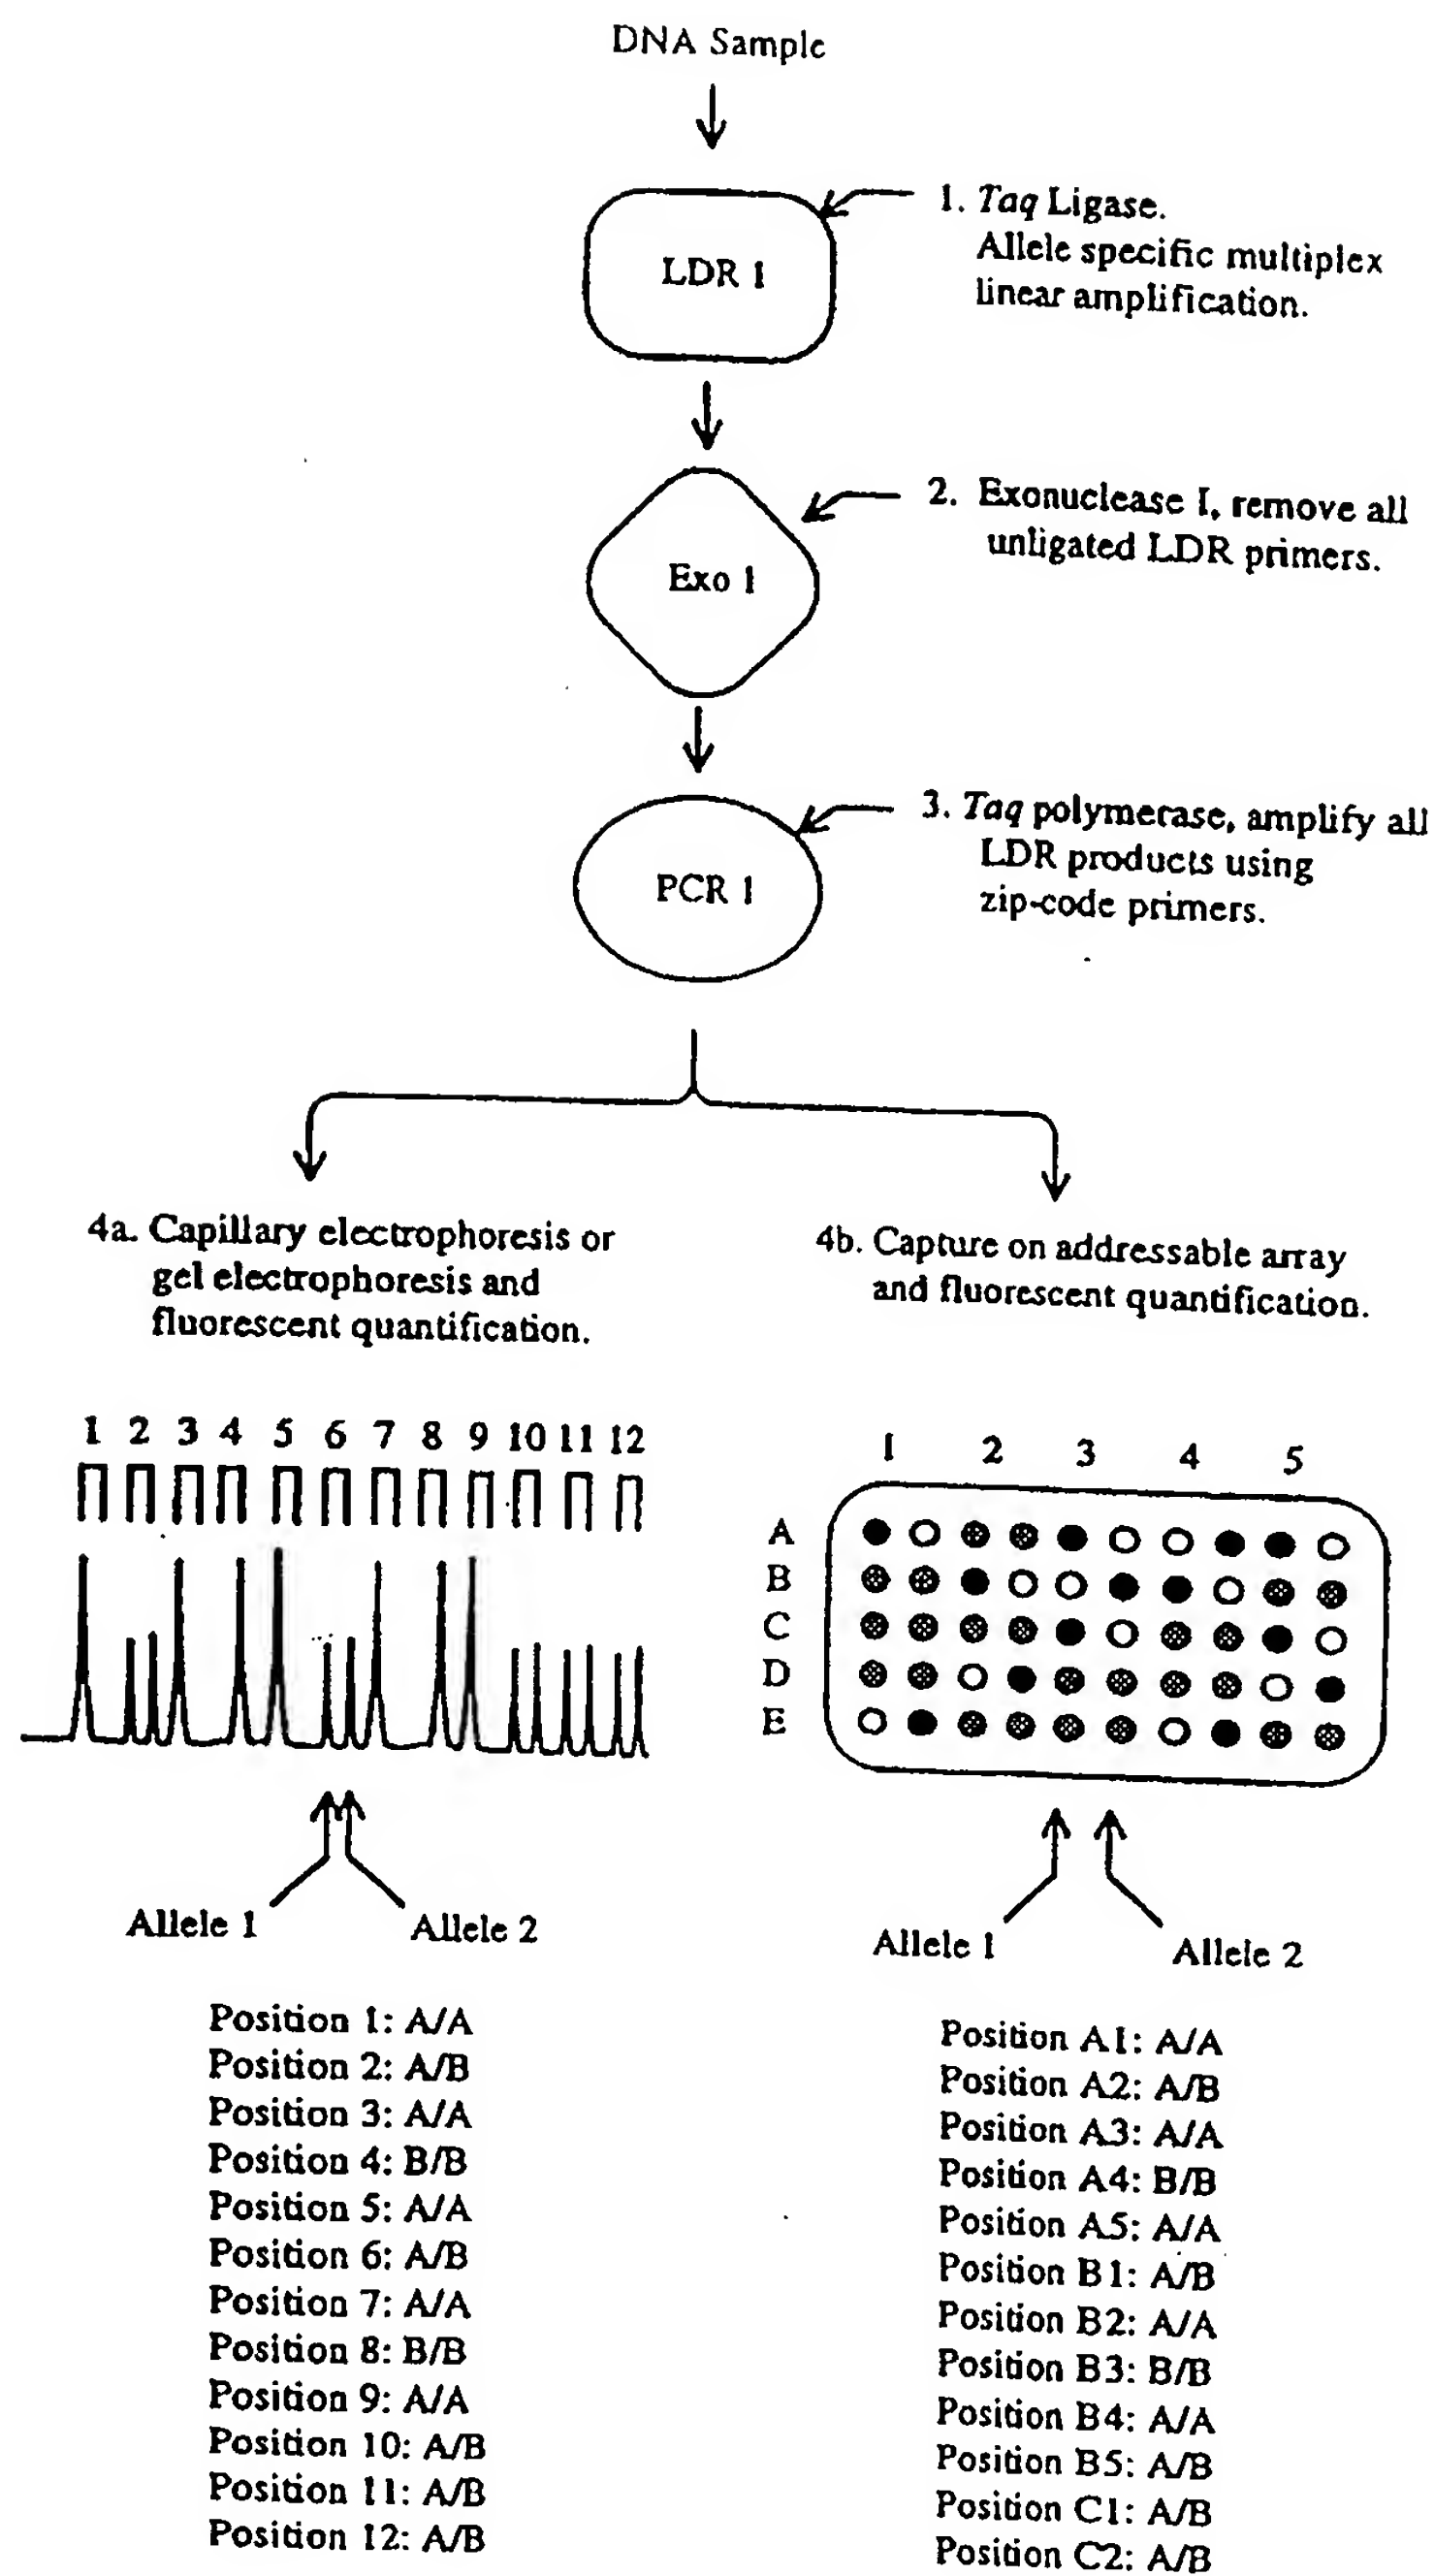 DNA Sample
LDR 1
1. Taq Ligase.
Allele specific multiplex
linear amplification.
Exo 1
2. Exonuclease I, remove all
unligated LDR primers.
PCR 1
3. Taq polymerase, amplify all
LDR products using
zip-code primers.
4a. Capillary electrophoresis or
gel electrophoresis and
fluorescent quantification.
1 2 3 4 5 6 7 8 9 10 11 12
Allele 1
Allele 2
Position 1: A/A
Position 2: A/B
Position 3: A/A
Position 4: B/B
Position 5: A/A
Position 6: A/B
Position 7: A/A
Position 8: B/B
Position 9: A/A
Position 10: A/B
Position 11: A/B
Position 12: A/B
4b. Capture on addressable array
and fluorescent quantification.
1 2 3 4 5
A
B
C
D
E
Allele 1
Allele 2
Position A1: A/A
Position A2: A/B
Position A3: A/A
Position A4: B/B
Position A5: A/A
Position B1: A/B
Position B2: A/A
Position B3: B/B
Position B4: A/A
Position B5: A/B
Position C1: A/B
Position C2: A/B